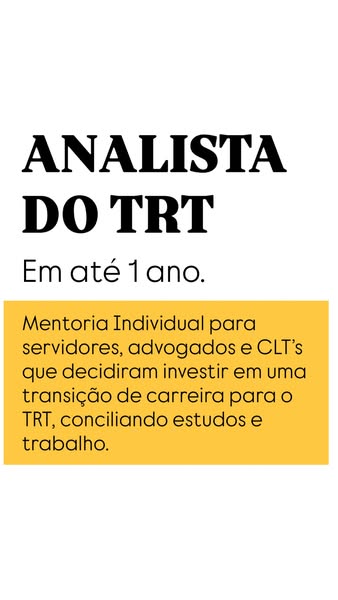 ANALISTA
DO TRT
Em até 1 ano.
Mentoria Individual para
servidores, advogados e CLT's
que decidiram investir em uma
transição de carreira para o
TRT, conciliando estudos e
trabalho.